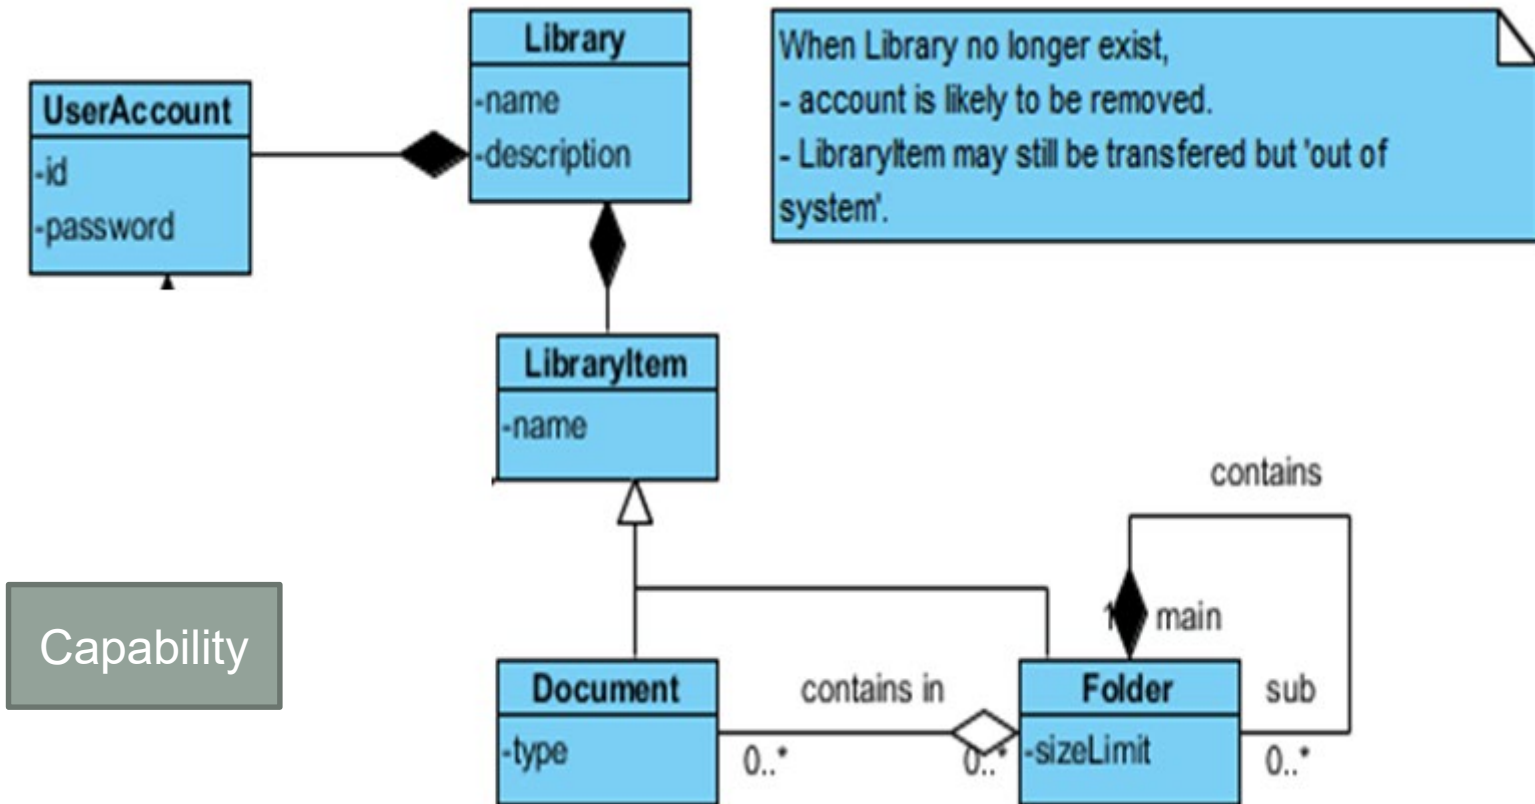 Library
-name
-description
When Library no longer exist,
- account is likely to be removed.
- LibraryItem may still be transfered but 'out of
system'.
UserAccount
-id
-password
LibraryItem
-name
contains
main
Capability
Document
-type
contains in
0..*
0..*
Folder
-sizeLimit
sub
0..*